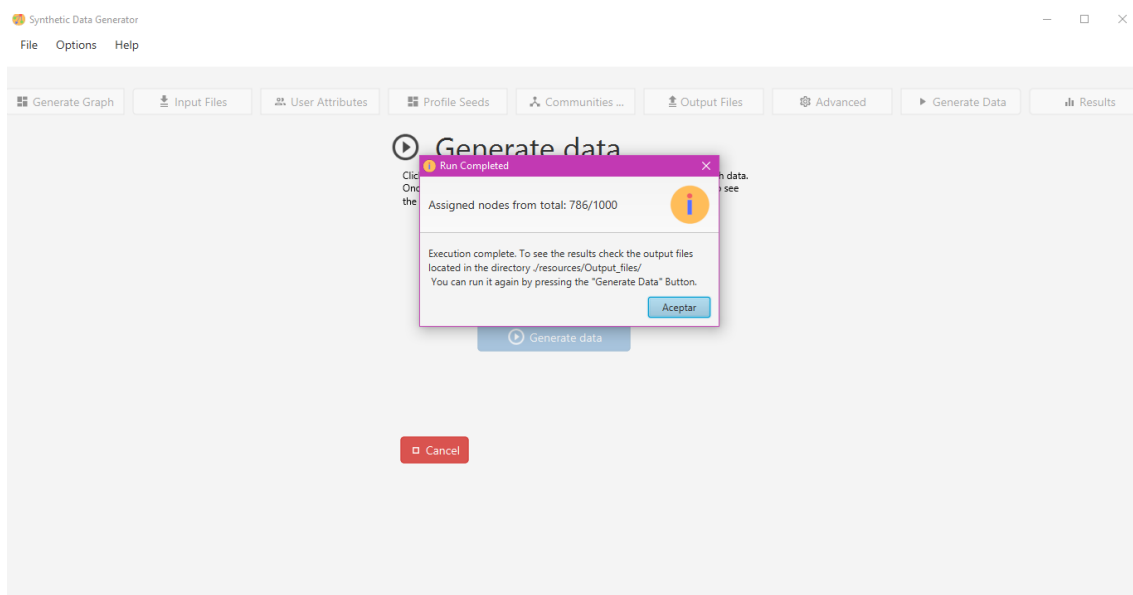 Synthetic Data Generator
File Options Help
Generate Graph Input Files User Attributes Profile Seeds Communities ... Output Files Advanced Generate Data Results
Generate data
Run Completed
data.
see
the
Assigned nodes from total: 786/1000
Execution complete. To see the results check the output files
located in the directory ./resources/Output_files/
You can run it again by pressing the "Generate Data" Button.
Aceptar
Generate data
Cancel